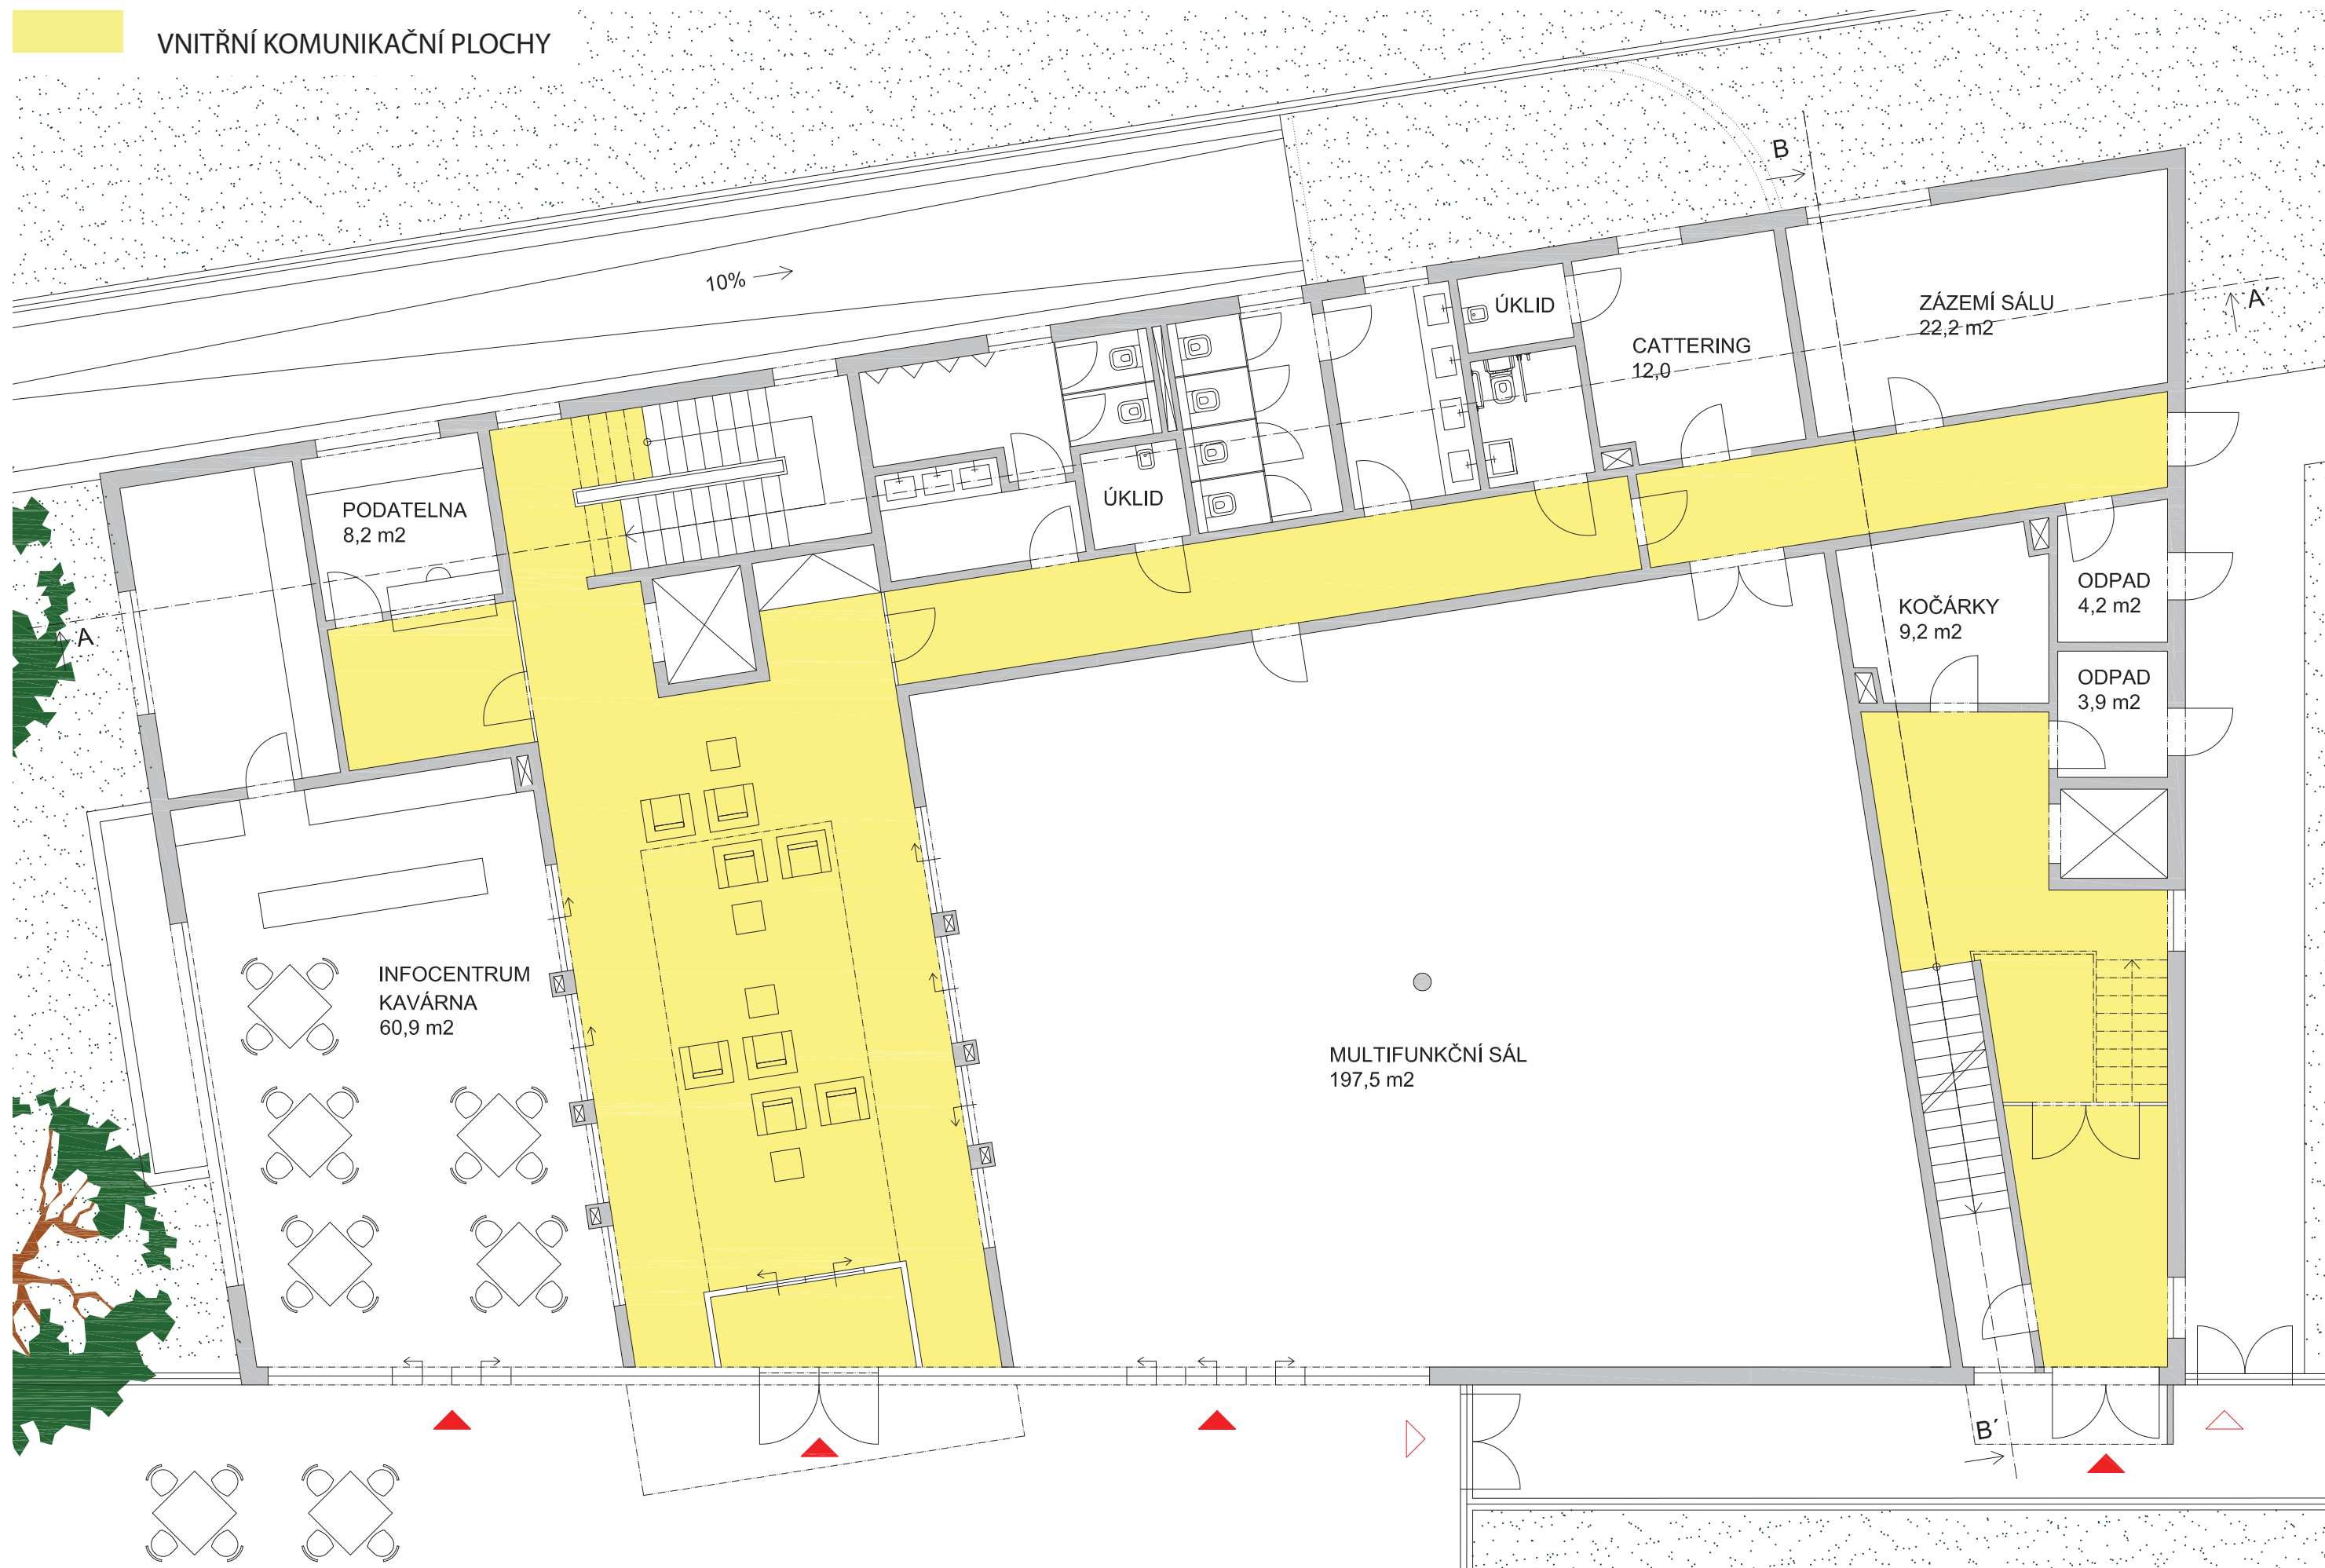 VNITŘNÍ KOMUNIKAČNÍ PLOCHY
B
10%
ÚKLID
ZÁZEMÍ SÁLU
22,2 m2
A´
CATTERING
12,0
PODATELNA
8,2 m2
ÚKLID
A
KOČÁRKY
9,2 m2
ODPAD
4,2 m2
ODPAD
3,9 m2
INFOCENTRUM
KAVÁRNA
60,9 m2
MULTIFUNKČNÍ SÁL
197,5 m2
B´